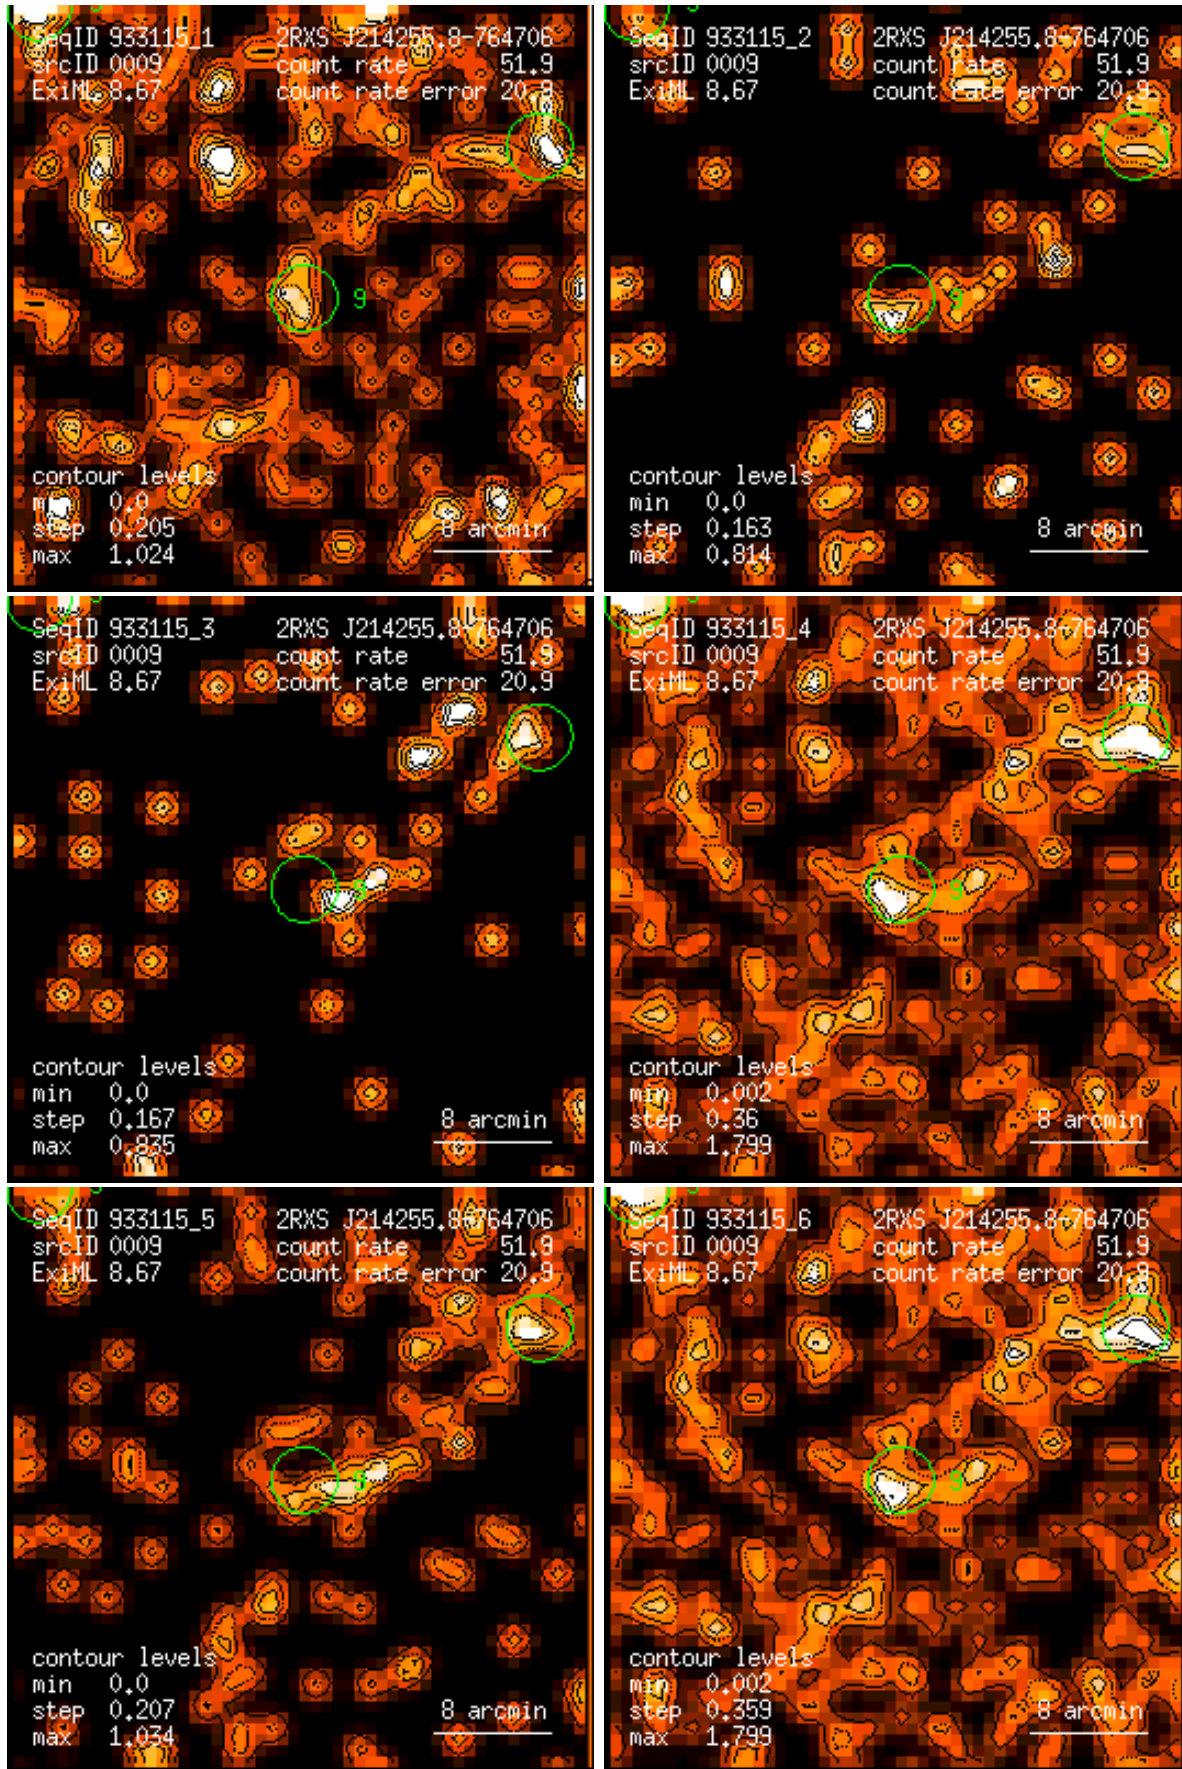 SeqID 933115_1 2RXS J214255.8-764706
srcID 0009 count rate 51.9
ExiML 8.67 count rate error 20.9
9
contour levels
min 0.0
step 0.205
max 1.024
8 arcmin
SeqID 933115_2 2RXS J214255.8-764706
srcID 0009 count rate 51.9
ExiML 8.67 count rate error 20.9
9
contour levels
min 0.0
step 0.163
max 0.814
8 arcmin
SeqID 933115_3 2RXS J214255.8-764706
srcID 0009 count rate 51.9
ExiML 8.67 count rate error 20.9
9
contour levels
min 0.0
step 0.167
max 0.835
8 arcmin
SeqID 933115_4 2RXS J214255.8-764706
srcID 0009 count rate 51.9
ExiML 8.67 count rate error 20.9
9
contour levels
min 0.002
step 0.36
max 1.799
8 arcmin
SeqID 933115_5 2RXS J214255.8-764706
srcID 0009 count rate 51.9
ExiML 8.67 count rate error 20.9
9
contour levels
min 0.0
step 0.207
max 1.034
8 arcmin
SeqID 933115_6 2RXS J214255.8-764706
srcID 0009 count rate 51.9
ExiML 8.67 count rate error 20.9
9
contour levels
min 0.002
step 0.359
max 1.799
8 arcmin